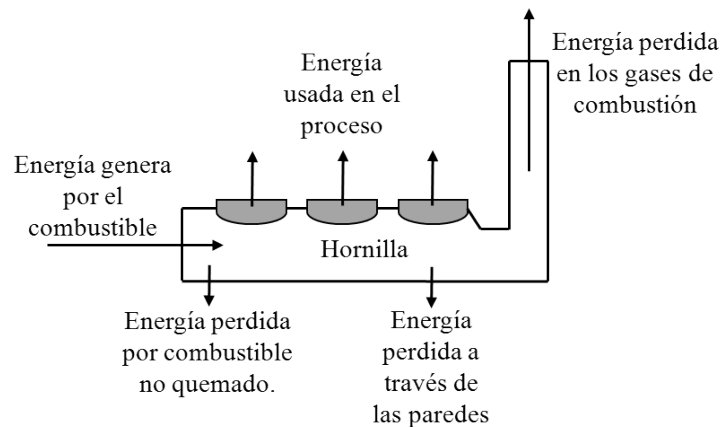 Energía perdida
en los gases de
combustión
Energía
usada en el
proceso
Energía genera
por el
combustible
Hornilla
Energía perdida
por combustible
no quemado.
Energía
perdida a
través de
las paredes